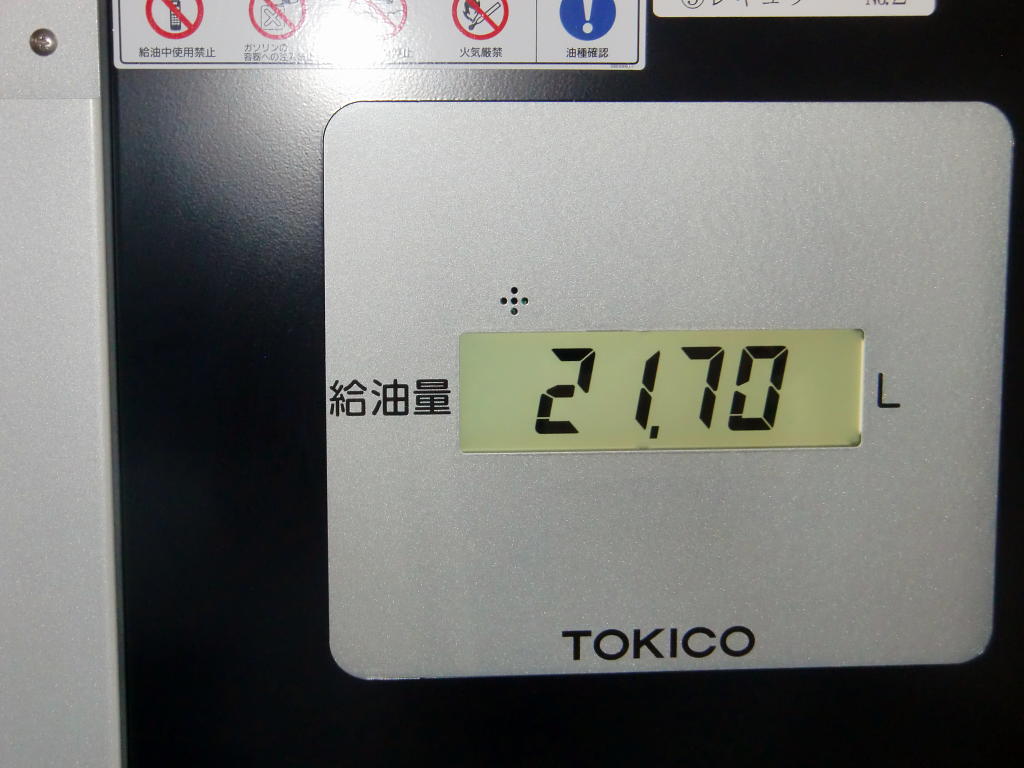 給油中使用禁止
ガソリンの
火気厳禁
油種確認
給油量 21.70 L
TOKICO